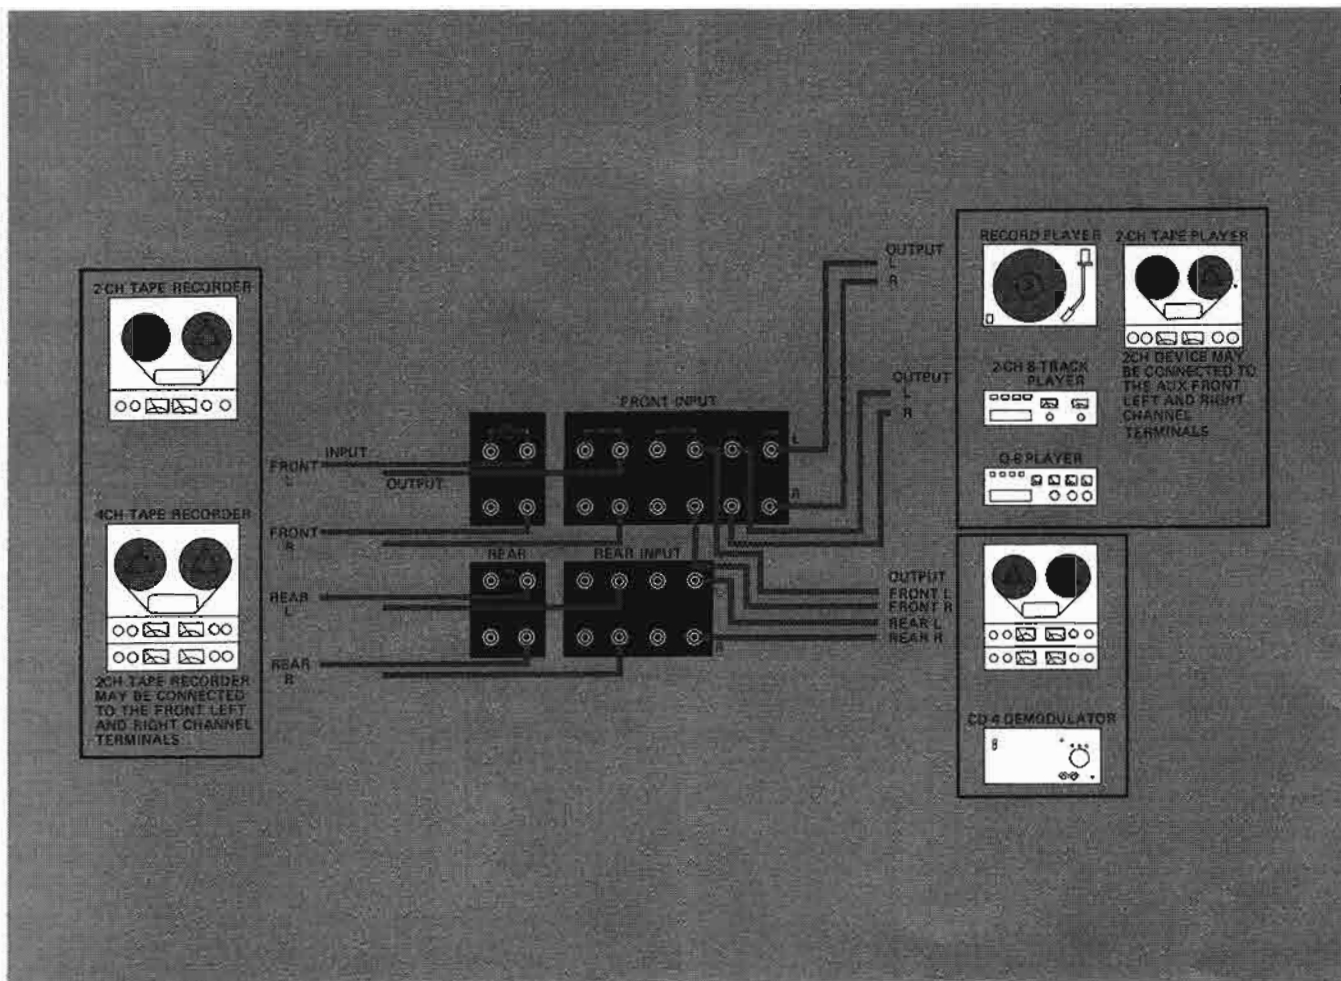 2-CH TAPE RECORDER
4CH TAPE RECORDER
2CH TAPE RECORDER
MAY BE CONNECTED
TO THE FRONT LEFT
AND RIGHT CHANNEL
TERMINALS
INPUT
FRONT
L
OUTPUT
FRONT
R
REAR
L
REAR
R
FRONT INPUT
L
R
REAR
REAR INPUT
R
OUTPUT
L
R
OUTPUT
L
R
OUTPUT
FRONT L
FRONT R
REAR L
REAR R
RECORD PLAYER
2-CH TAPE PLAYER
2CH DEVICE MAY
BE CONNECTED TO
THE AUX FRONT
LEFT AND RIGHT
CHANNEL
TERMINALS
2-CH 8-TRACK
PLAYER
Q-8 PLAYER
CD-4 DEMODULATOR